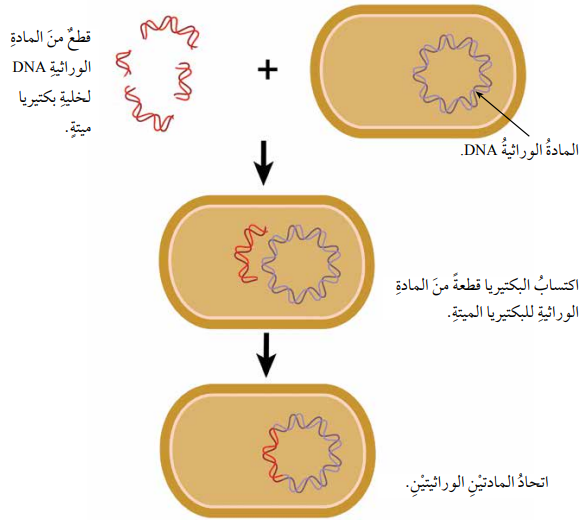 قطعٌ منَ المادةِ
الوراثيةِ DNA
لخليةِ بكتيريا
ميتةٍ.
+
المادةُ الوراثيةُ DNA.
اكتسابُ البكتيريا قطعةً منَ المادةِ
الوراثيةِ للبكتيريا الميتةِ.
اتحادُ المادتيْنِ الوراثيتيْنِ.